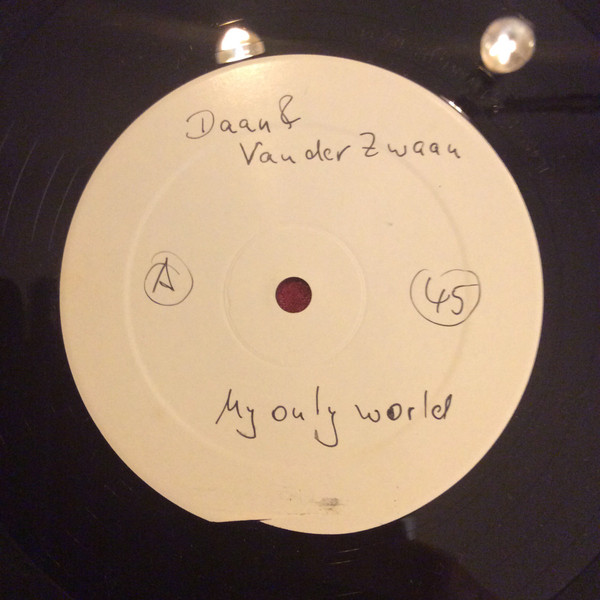 Daan &
Van der Zwaan
A
45
My only world